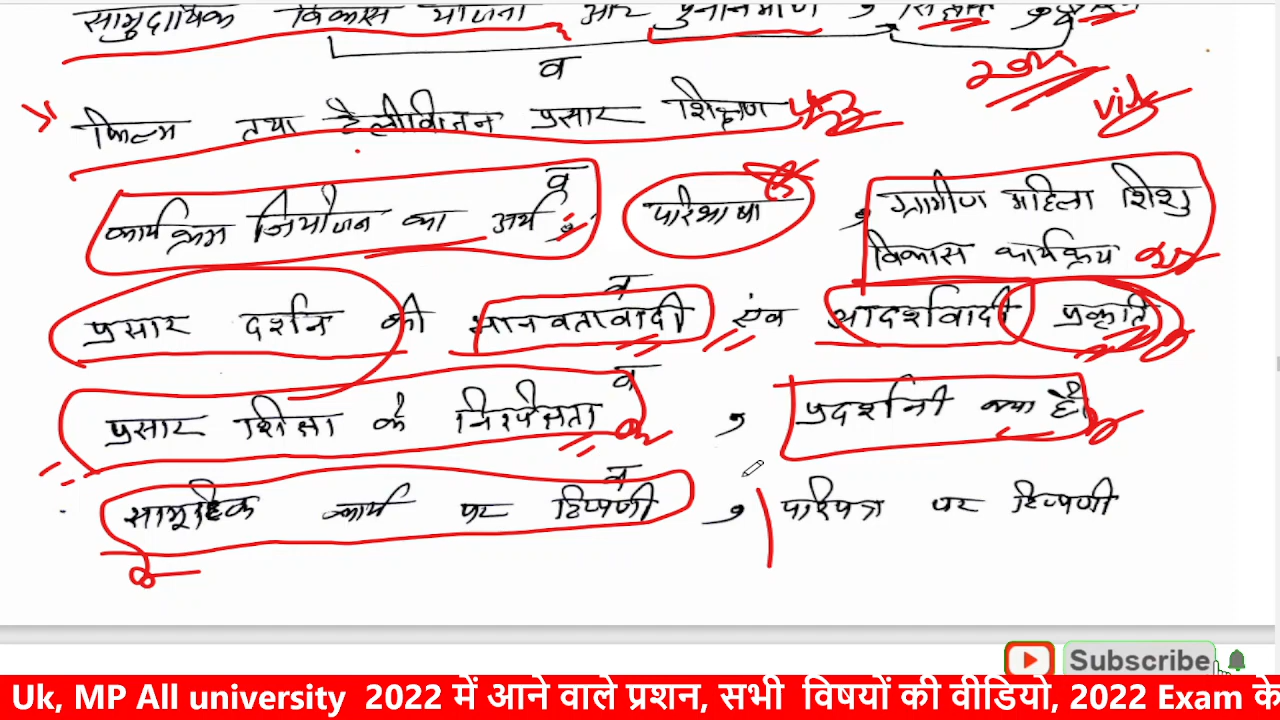 सामुदायिक विकास योजना और पुनर्निर्माण ,
व
फिल्म तथा टेलीविजन प्रसार शिक्षण
व
कार्यक्रम नियोजन का अर्थ , परिभाषा , ग्रामीण महिला शिशु
विकास कार्यक्रम
व
प्रसार दर्शन की मानवतावादी एंव आदर्शवादी प्रकृति
व
प्रसार शिक्षा के निरपेक्षता , प्रदर्शनी क्या है।
व
सामूहिक कार्य पर टिप्पणी , परिपत्र पर टिप्पणी
Subscribe
Uk, MP All university 2022 में आने वाले प्रशन, सभी विषयों की वीडियो, 2022 Exam के